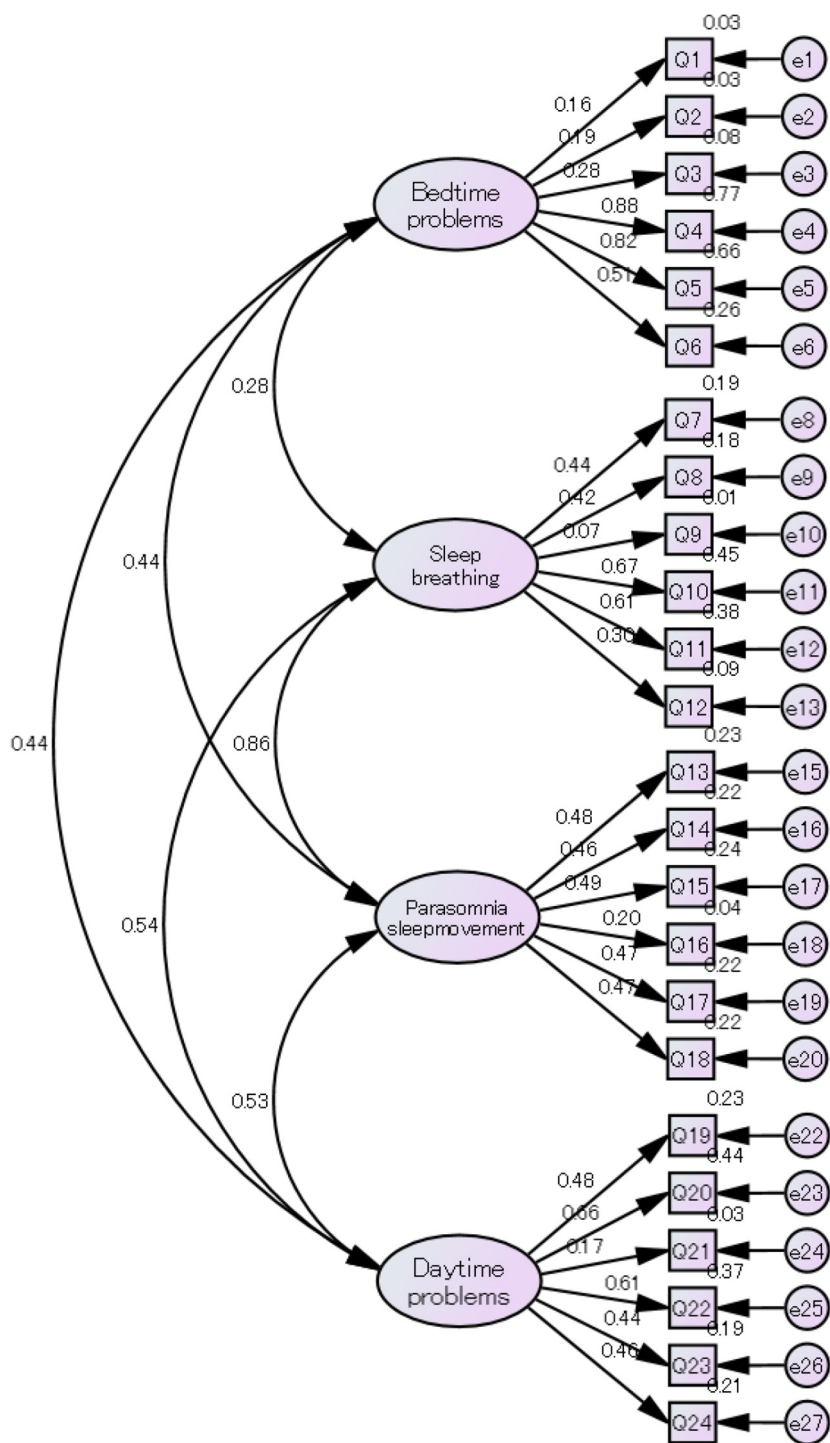 0.03
Q1 e1
0.16
0.03
Q2 e2
0.19
0.08
Q3 e3
0.28
0.77
Bedtime
problems
0.88
Q4 e4
0.82
0.66
Q5 e5
0.51
0.26
Q6 e6
0.28
0.19
Q7 e8
0.44
0.18
Q8 e9
0.42
0.01
Q9 e10
0.07
0.45
Sleep
breathing
0.44
0.67
Q10 e11
0.61
0.38
Q11 e12
0.30
0.09
Q12 e13
0.44
0.86
0.23
Q13 e15
0.48
0.22
Q14 e16
0.46
0.24
Q15 e17
0.49
0.04
Parasomnia
sleepmovement
0.54
0.20
Q16 e18
0.47
0.22
Q17 e19
0.47
0.22
Q18 e20
0.53
0.23
Q19 e22
0.48
0.44
Q20 e23
0.66
0.03
Q21 e24
0.17
0.37
Daytime
problems
0.61
Q22 e25
0.44
0.19
Q23 e26
0.46
0.21
Q24 e27